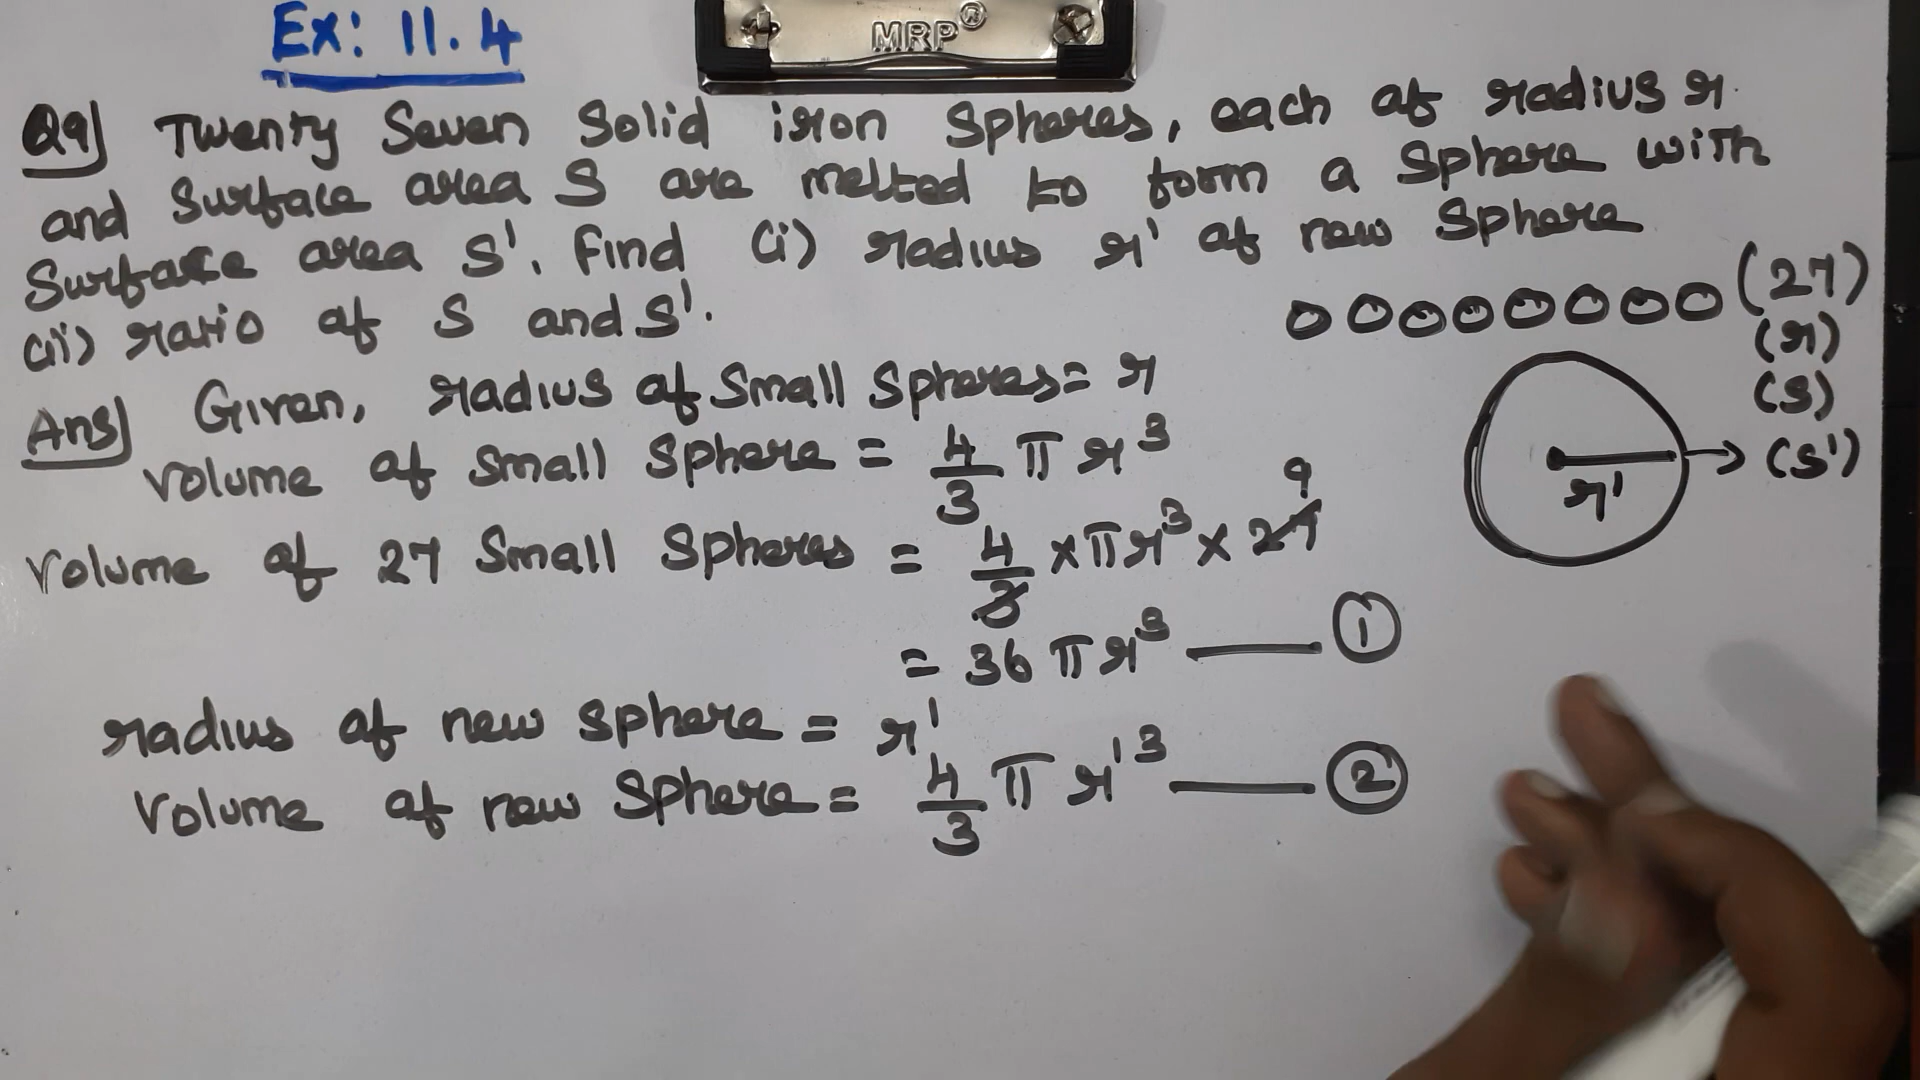 Ex: 11.4
MRP®
Q9) Twenty Seven Solid iron Spheres, each of radius r.
and Surface area S are melted to form a Sphere with
Surface area S'. Find (i) radius r' of new Sphere
(ii) ratio of S and S'.
(27)
(r)
(S)
(S')
r'
Ans) Given, radius of Small Spheres = r
Volume of Small Sphere = 4/3 π r³
Volume of 27 Small Spheres = 4/3 × πr³ × 27 9
= 36 πr³ —— ①
radius of new Sphere = r'
Volume of new Sphere = 4/3 π r'³ —— ②